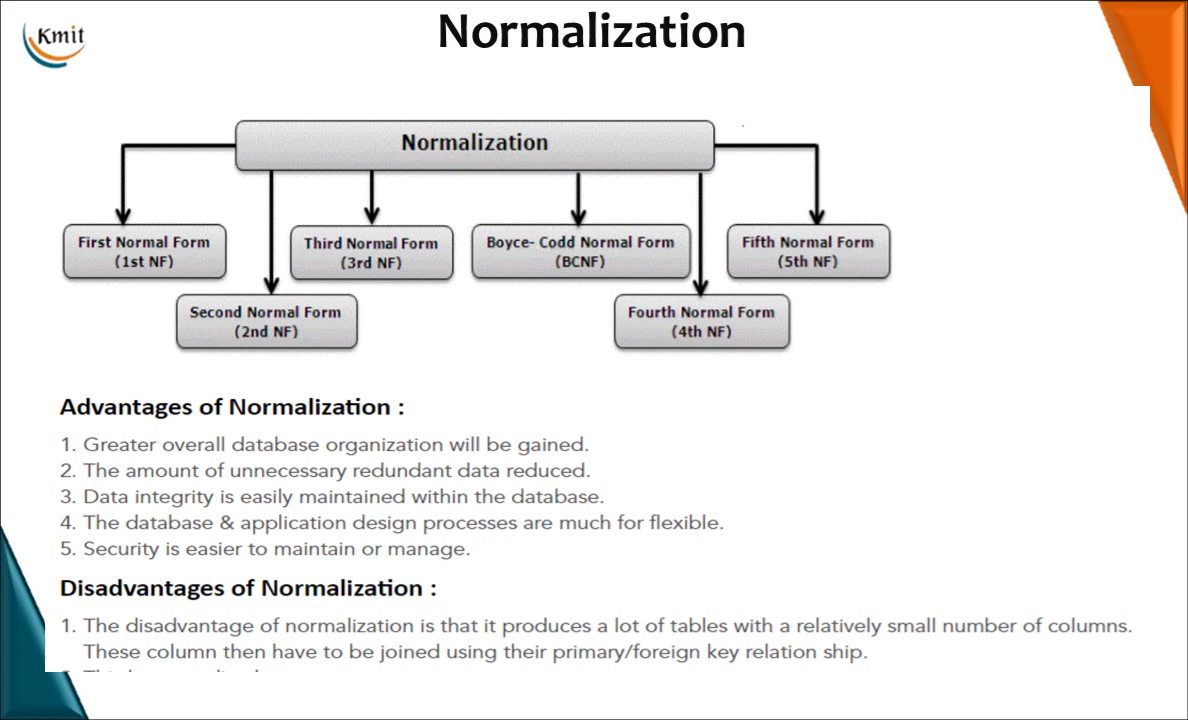 Kmit
Normalization
Normalization
First Normal Form
(1st NF)
Third Normal Form
(3rd NF)
Boyce- Codd Normal Form
(BCNF)
Fifth Normal Form
(5th NF)
Second Normal Form
(2nd NF)
Fourth Normal Form
(4th NF)
Advantages of Normalization :
1. Greater overall database organization will be gained.
2. The amount of unnecessary redundant data reduced.
3. Data integrity is easily maintained within the database.
4. The database & application design processes are much for flexible.
5. Security is easier to maintain or manage.
Disadvantages of Normalization :
1. The disadvantage of normalization is that it produces a lot of tables with a relatively small number of columns.
These column then have to be joined using their primary/foreign key relation ship.